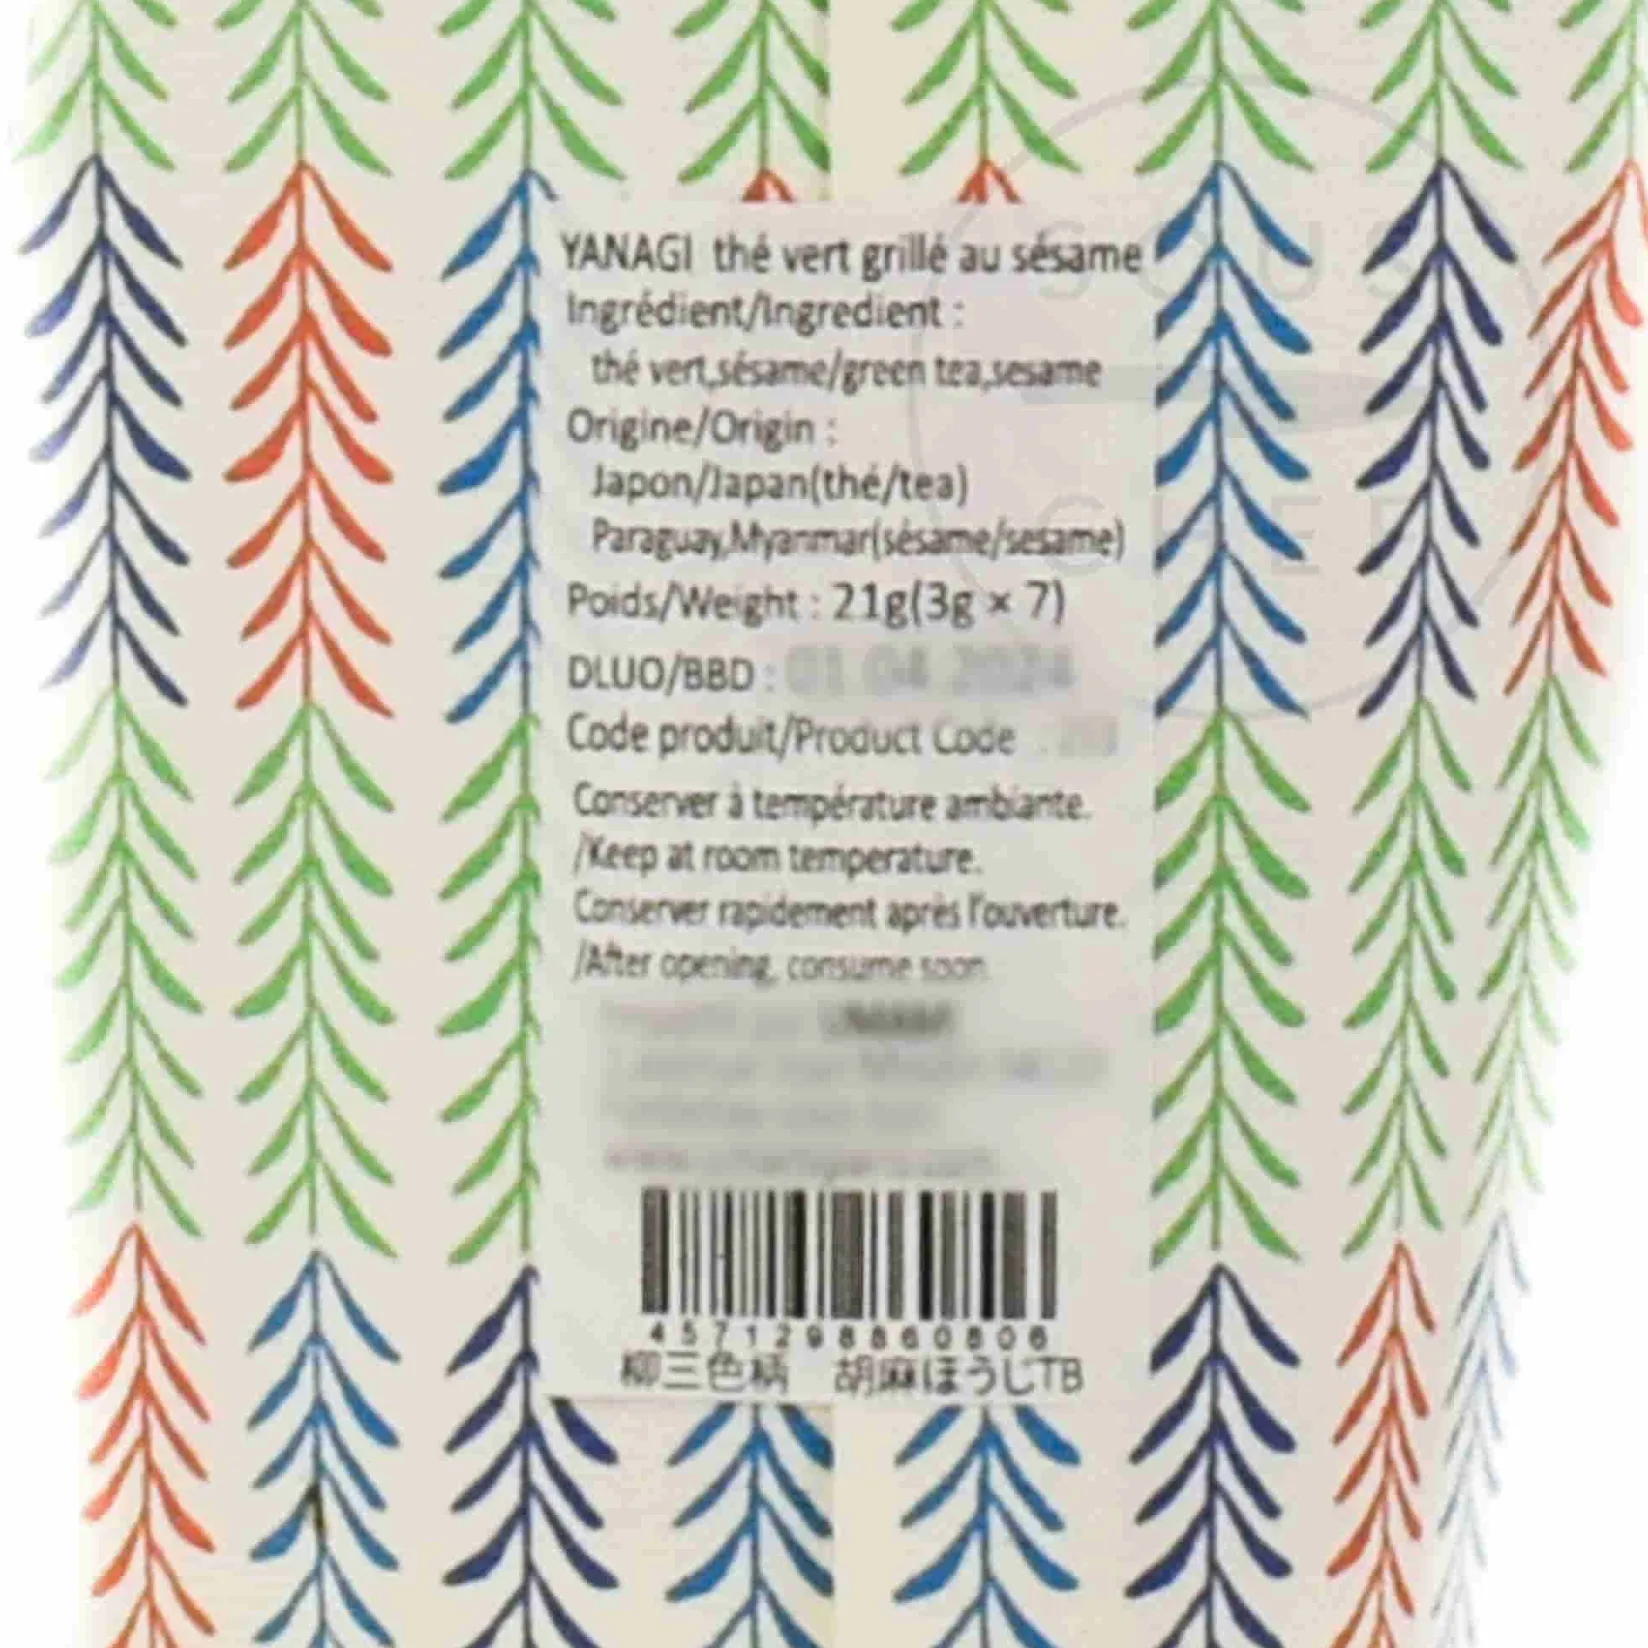 YANAGI thé vert grillé au sésame
Ingrédient/Ingredient :
thé vert,sésame/green tea,sesame
Origine/Origin :
Japon/Japan(thé/tea)
Paraguay,Myanmar(sésame/sesame)
Poids/Weight : 21g(3g × 7)
DLUO/BBD : 01 04 2024
Code produit/Product Code :
Conserver à température ambiante.
/Keep at room temperature.
Conserver rapidement après l'ouverture.
/After opening, consume soon
柳三色柄 胡麻ほうじTB